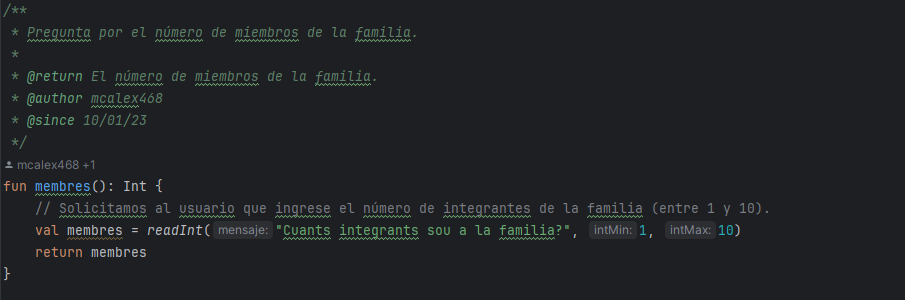 /**
 * Pregunta por el número de miembros de la familia.
 *
 * @return El número de miembros de la familia.
 * @author mcalex468
 * @since 10/01/23
 */
mcalex468 +1
fun membres(): Int {
    // Solicitamos al usuario que ingrese el número de integrantes de la familia (entre 1 y 10).
    val membres = readInt( mensaje: "Cuants integrants sou a la familia?", intMin: 1, intMax: 10)
    return membres
}